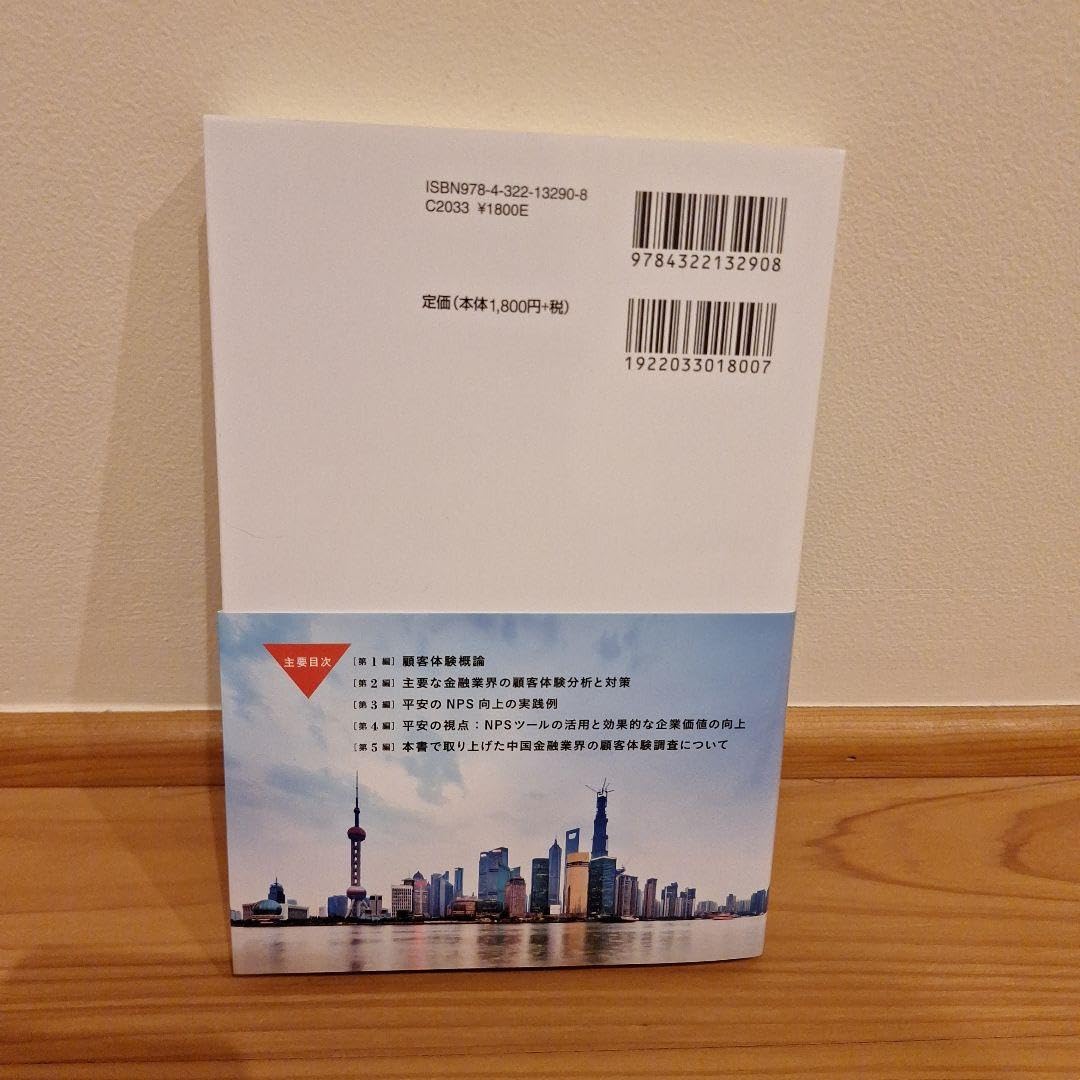 ISBN978-4-322-13290-8
C2033 ¥1800E
9784322132908
定価(本体1,800円+税)
1922033018007
主要目次
[第1編] 顧客体験概論
[第2編] 主要な金融業界の顧客体験分析と対策
[第3編] 平安のNPS向上の実践例
[第4編] 平安の視点：NPSツールの活用と効果的な企業価値の向上
[第5編] 本書で取り上げた中国金融業界の顧客体験調査について